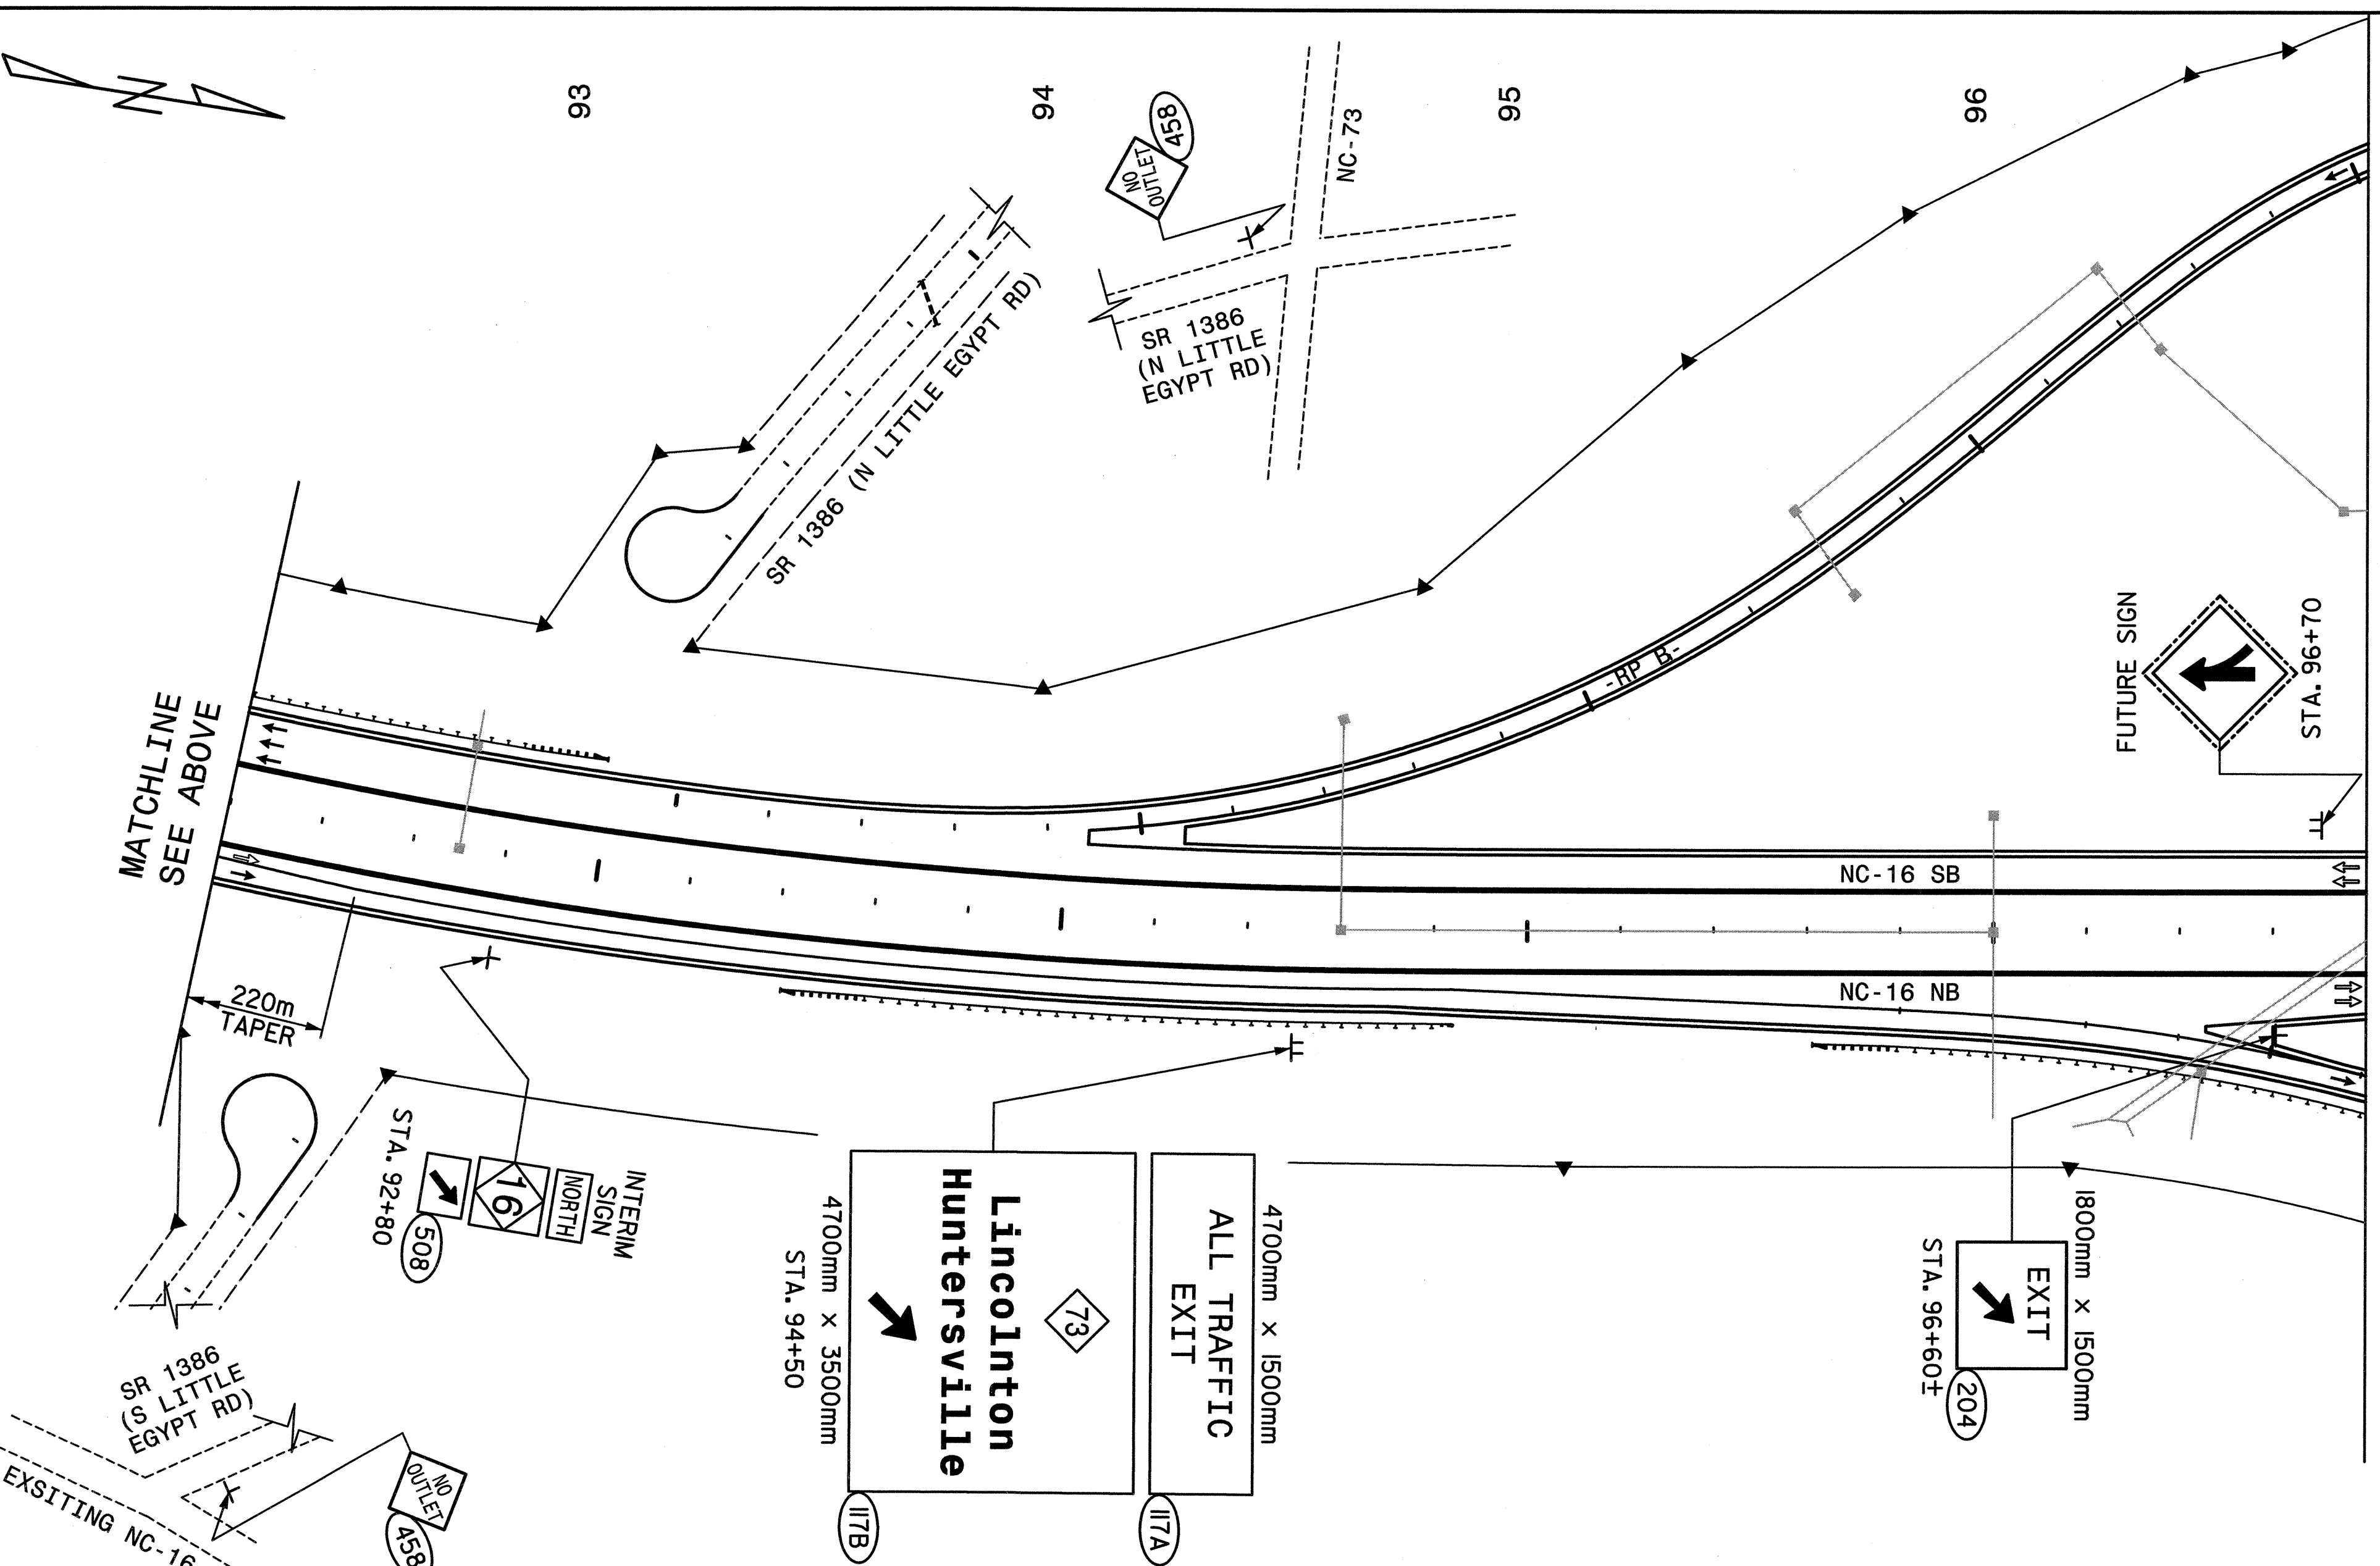 93
94
95
96
458
NO
OUTLET
NC-73
SR 1386
(N LITTLE
EGYPT RD)
SR 1386 (N LITTLE EGYPT RD)
-RP B-
FUTURE SIGN
STA. 96+70
MATCHLINE
SEE ABOVE
NC-16 SB
NC-16 NB
220m
TAPER
INTERIM
SIGN
NORTH
16
508
STA. 92+80
4700mm x 1500mm
ALL TRAFFIC
EXIT
117A
73
Lincolnton
Huntersville
117B
4700mm x 3500mm
STA. 94+50
1800mm x 1500mm
EXIT
204
STA. 96+60±
SR 1386
(S LITTLE
EGYPT RD)
NO
OUTLET
458
EXSITING NC-16